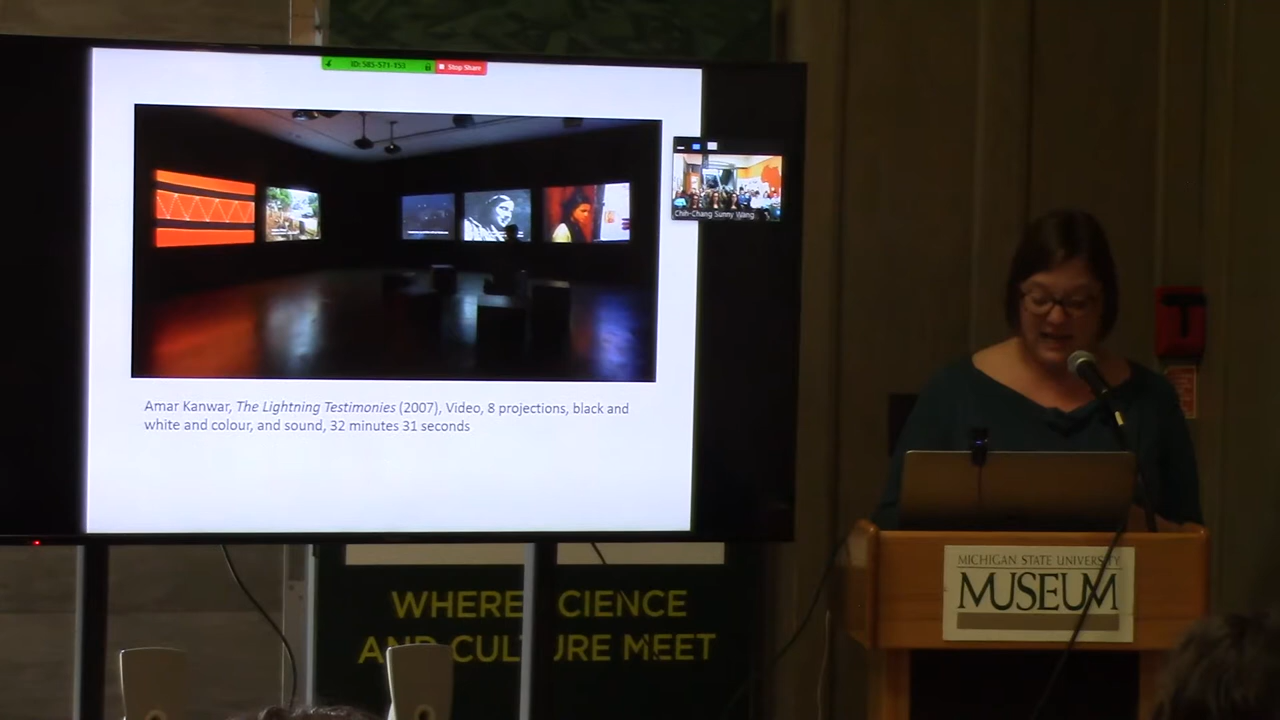 ID: 585-571-153
Stop Share
Chih-Chang Sunny Wang
Amar Kanwar, The Lightning Testimonies (2007), Video, 8 projections, black and
white and colour, and sound, 32 minutes 31 seconds
MICHIGAN STATE UNIVERSITY
MUSEUM
WHERE CIENCE
AND CULTURE MEET
T